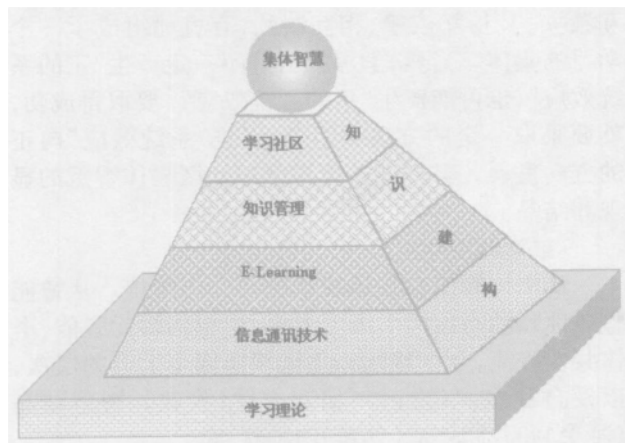 集体智慧
学习社区
知
识
知识管理
建
E-Learning
构
信息通讯技术
学习理论